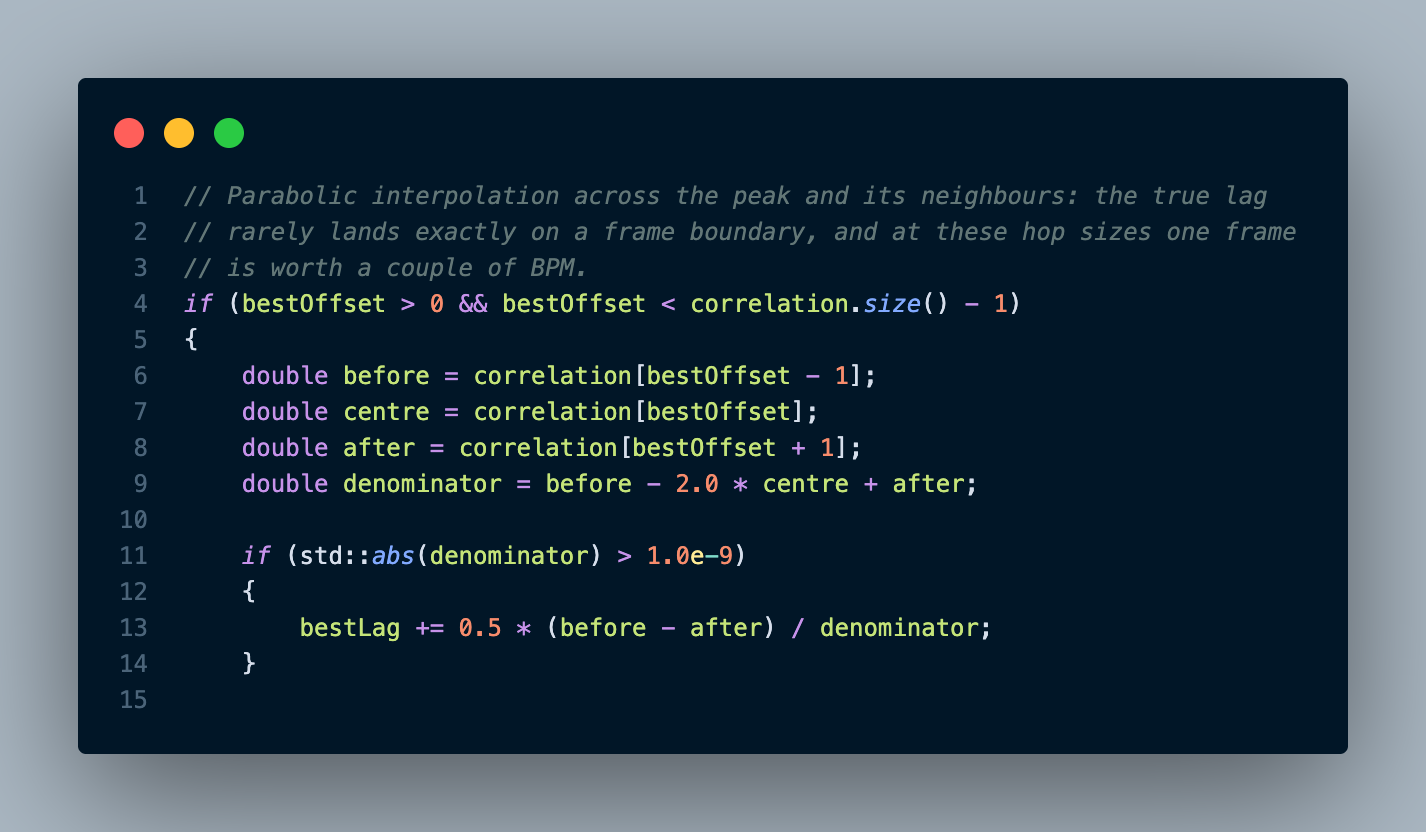 1 // Parabolic interpolation across the peak and its neighbours: the true lag
2 // rarely lands exactly on a frame boundary, and at these hop sizes one frame
3 // is worth a couple of BPM.
4 if (bestOffset > 0 && bestOffset < correlation.size() - 1)
5 {
6     double before = correlation[bestOffset - 1];
7     double centre = correlation[bestOffset];
8     double after = correlation[bestOffset + 1];
9     double denominator = before - 2.0 * centre + after;
10
11     if (std::abs(denominator) > 1.0e-9)
12     {
13         bestLag += 0.5 * (before - after) / denominator;
14     }
15